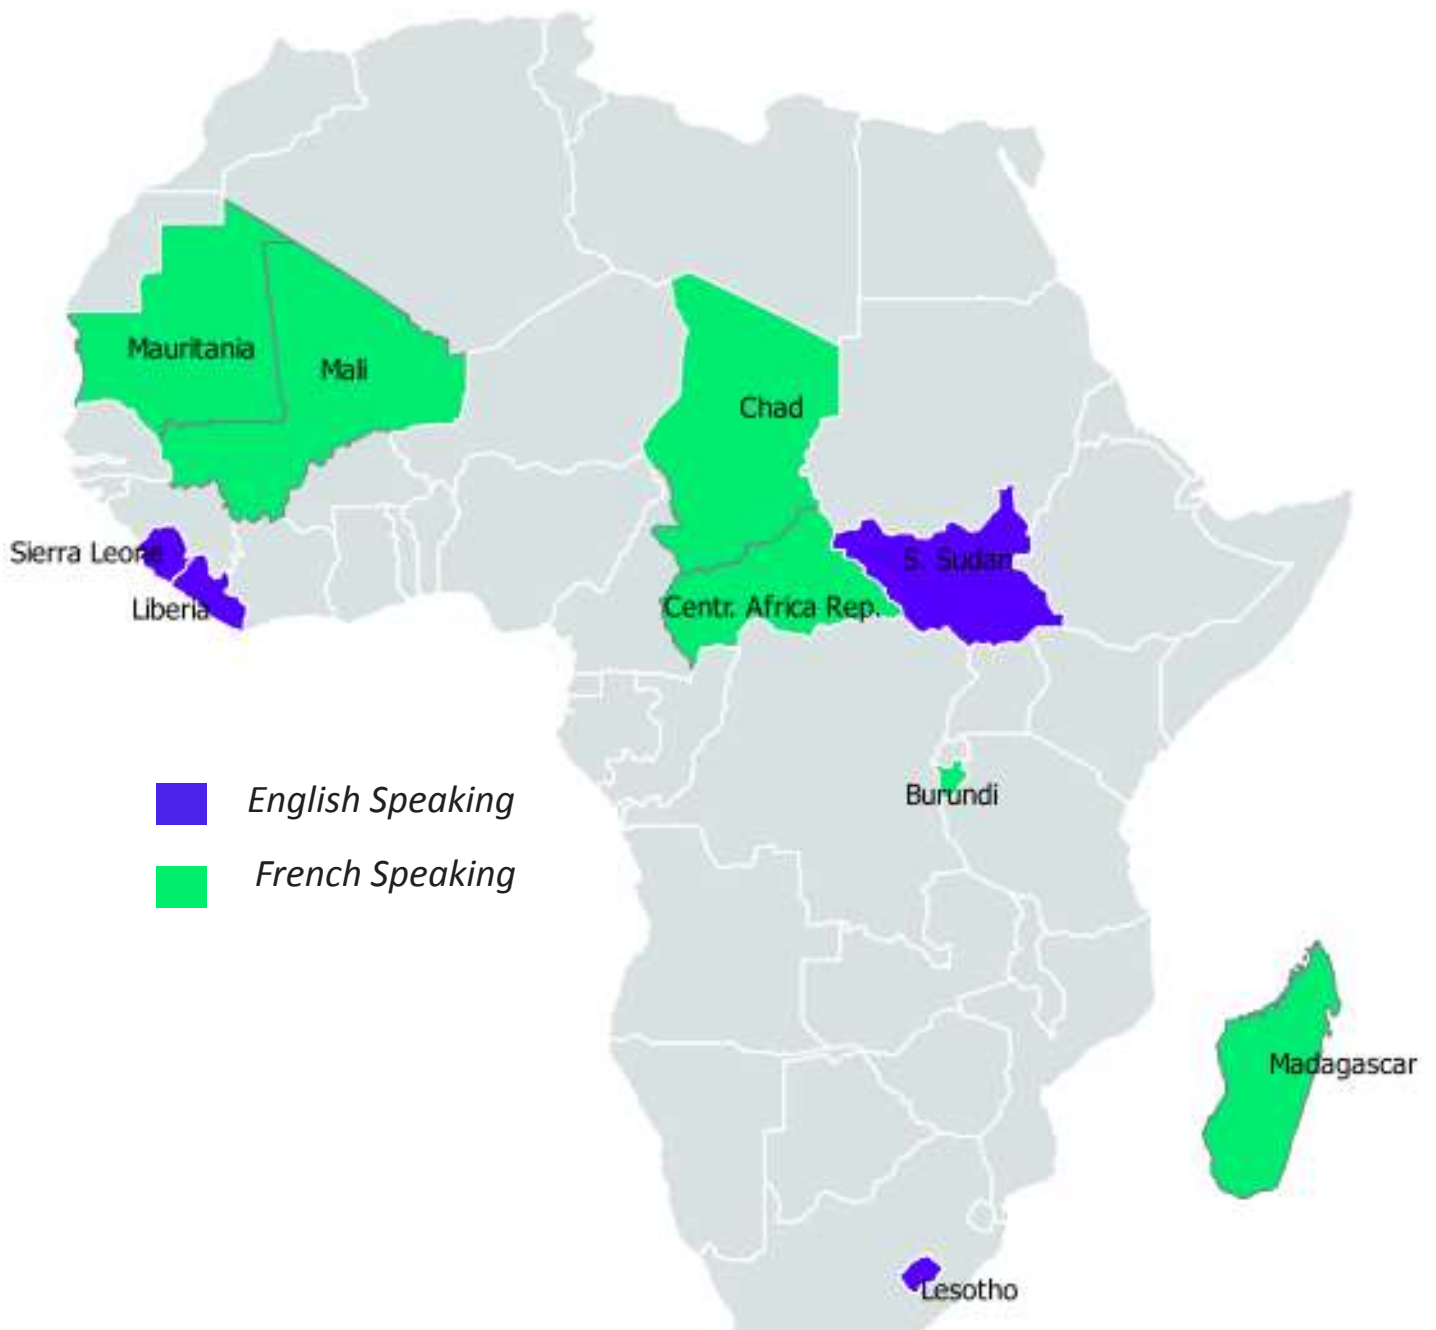 Mauritania
Mali
Chad
Sierra Leone
S. Sudan
Liberia
Centr. Africa Rep.
Burundi
English Speaking
French Speaking
Madagascar
Lesotho